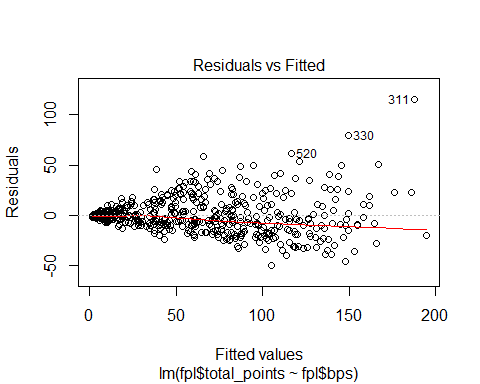 Residuals vs Fitted
Residuals
100
50
0
-50
311
330
520
0 50 100 150 200
Fitted values
lm(fpl$total_points ~ fpl$bps)